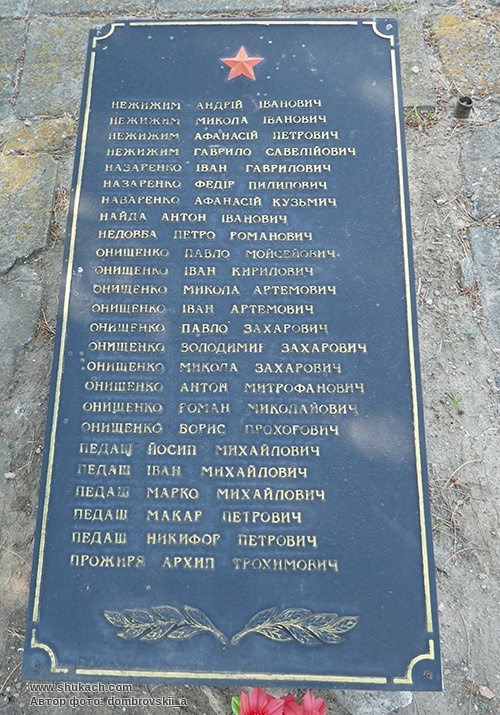 НЕЖИЖИМ АНДРІЙ ІВАНОВИЧ
НЕЖИЖИМ МИКОЛА ІВАНОВИЧ
НЕЖИЖИМ АФАНАСІЙ ПЕТРОВИЧ
НЕЖИЖИМ ГАВРИЛО САВЕЛІЙОВИЧ
НАЗАРЕНКО ІВАН ГАВРИЛОВИЧ
НАЗАРЕНКО ФЕДІР ПИЛИПОВИЧ
НАЗАРЕНКО АФАНАСІЙ КУЗЬМИЧ
НАЙДА АНТОН ІВАНОВИЧ
НЕДОВБА ПЕТРО РОМАНОВИЧ
ОНИЩЕНКО ПАВЛО МОЙСЕЙОВИЧ
ОНИЩЕНКО ІВАН КИРИЛОВИЧ
ОНИЩЕНКО МИКОЛА АРТЕМОВИЧ
ОНИЩЕНКО ІВАН АРТЕМОВИЧ
ОНИЩЕНКО ПАВЛО ЗАХАРОВИЧ
ОНИЩЕНКО ВОЛОДИМИР ЗАХАРОВИЧ
ОНИЩЕНКО МИКОЛА ЗАХАРОВИЧ
ОНИЩЕНКО АНТОН МИТРОФАНОВИЧ
ОНИЩЕНКО РОМАН МИКОЛАЙОВИЧ
ОНИЩЕНКО БОРИС ПРОХОРОВИЧ
ПЕДАШ ЙОСИП МИХАЙЛОВИЧ
ПЕДАШ ІВАН МИХАЙЛОВИЧ
ПЕДАШ МАРКО МИХАЙЛОВИЧ
ПЕДАШ МАКАР ПЕТРОВИЧ
ПЕДАШ НИКИФОР ПЕТРОВИЧ
ПРОЖИРЯ АРХИП ТРОХИМОВИЧ
www.shukach.com
Автор фото: dombrovskii_a